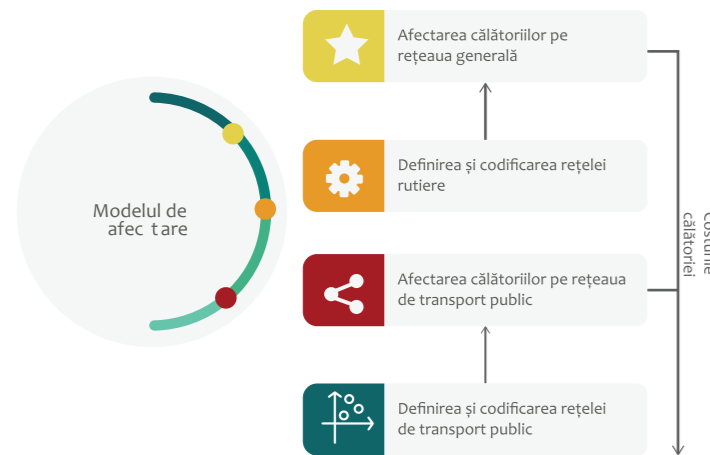 Afectarea călătoriilor pe
rețeaua generală
Definirea și codificarea rețelei
rutiere
Modelul de
afec tare
Afectarea călătoriilor pe rețeaua
de transport public
Definirea și codificarea rețelei
de transport public
Costurile
călătoriei